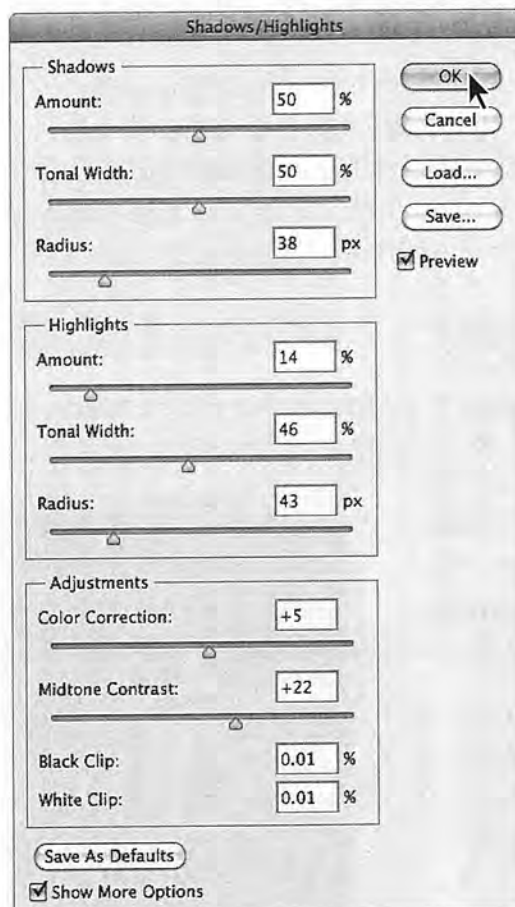 Shadows/Highlights
Shadows
Amount: 50 %
Tonal Width: 50 %
Radius: 38 px
Highlights
Amount: 14 %
Tonal Width: 46 %
Radius: 43 px
Adjustments
Color Correction: +5
Midtone Contrast: +22
Black Clip: 0.01 %
White Clip: 0.01 %
Save As Defaults
Show More Options
OK
Cancel
Load...
Save...
Preview